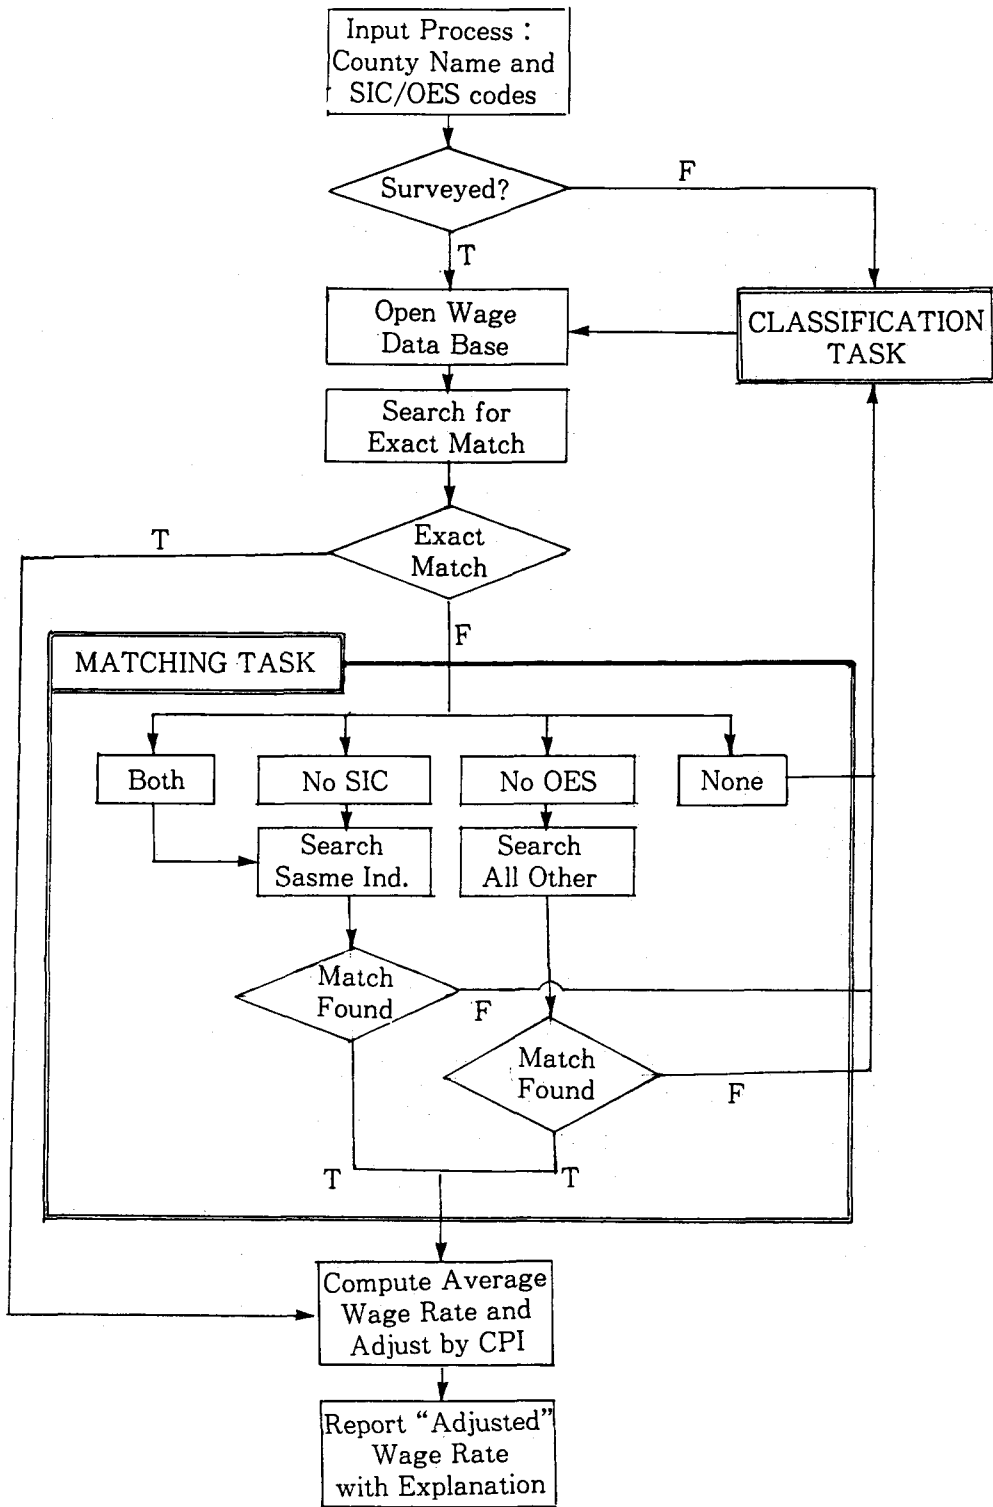 Input Process :
County Name and
SIC/OES codes
Surveyed?
F
T
Open Wage
Data Base
CLASSIFICATION
TASK
Search for
Exact Match
Exact
Match
T
F
MATCHING TASK
Both
No SIC
No OES
None
Search
Sasme Ind.
Search
All Other
Match
Found
F
Match
Found
F
T
T
Compute Average
Wage Rate and
Adjust by CPI
Report “Adjusted”
Wage Rate
with Explanation